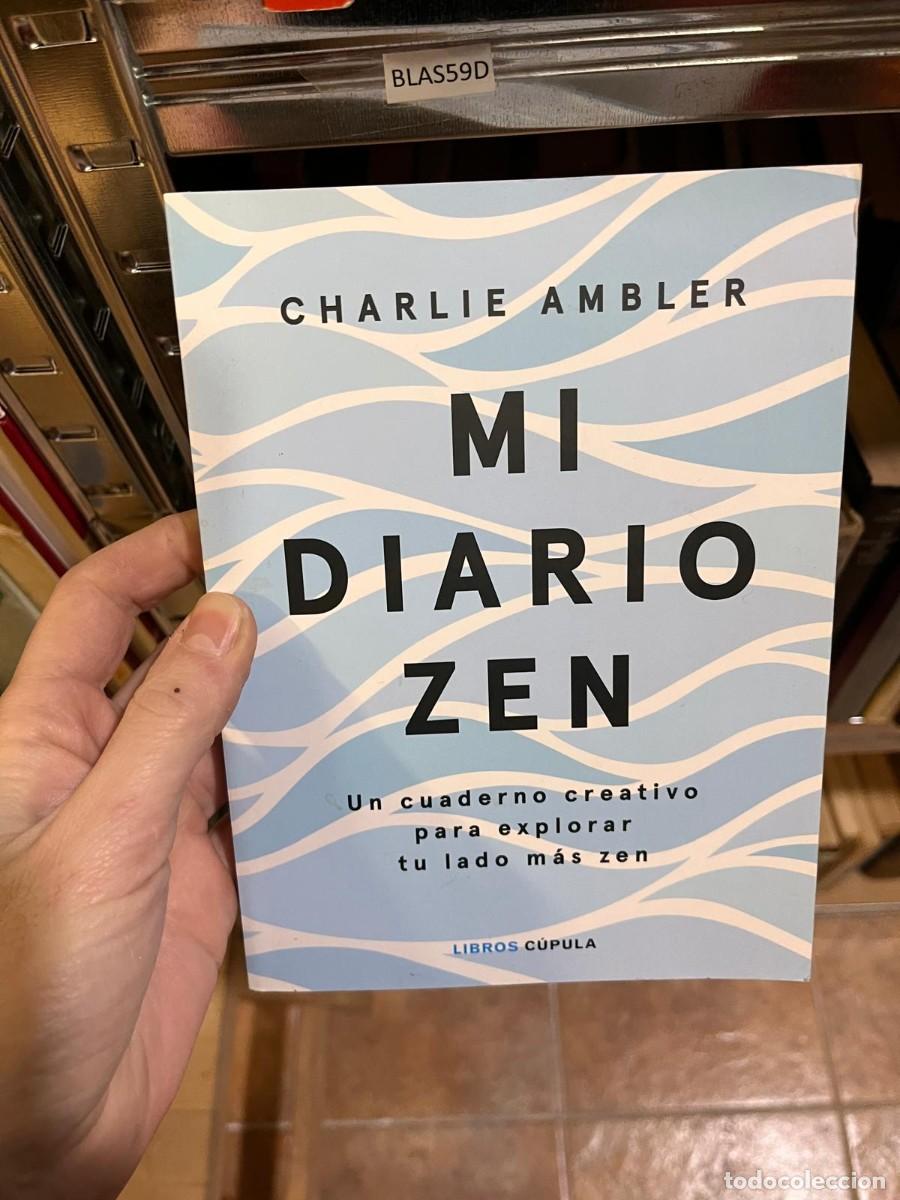 BLAS59D
CHARLIE AMBLER
MI
DIARIO
ZEN
Un cuaderno creativo
para explorar
tu lado más zen
LIBROS CÚPULA
todocoleccion